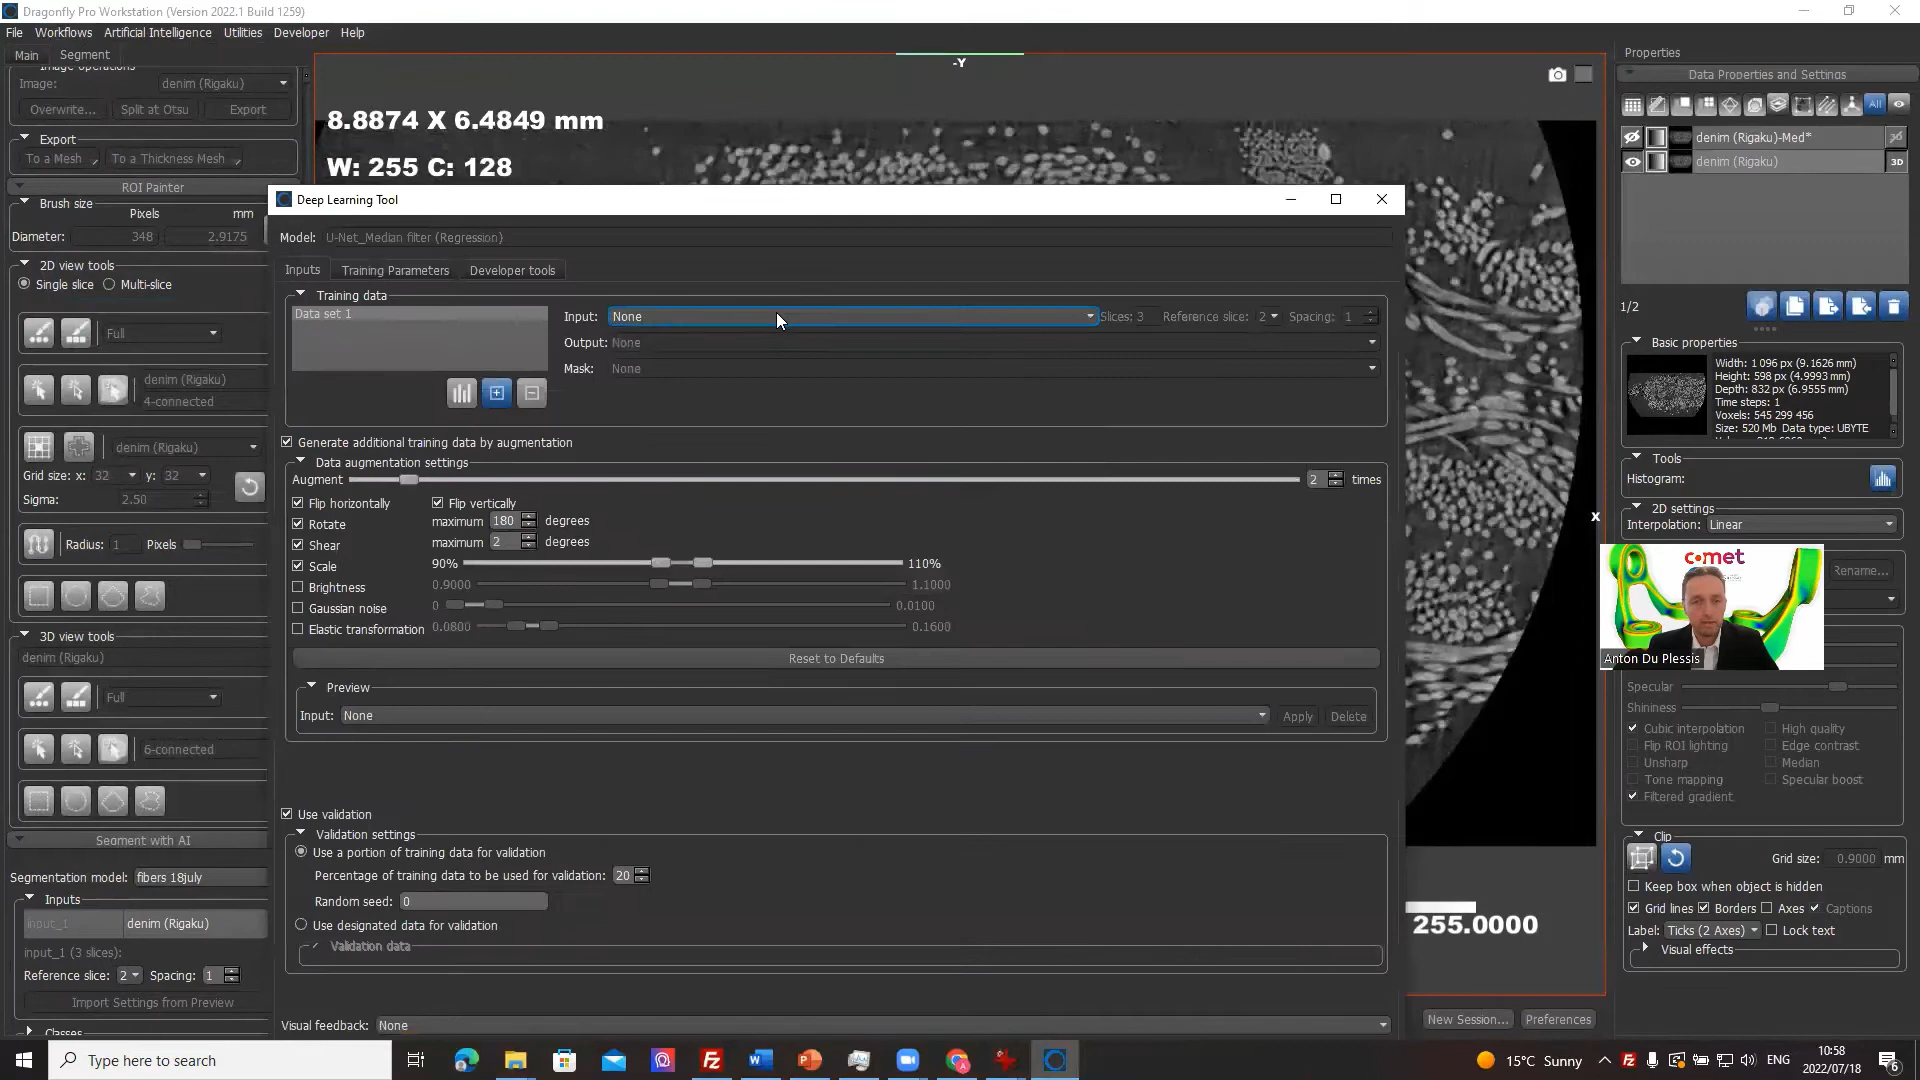 Dragonfly Pro Workstation (Version 2022.1 Build 1259)
File Workflows Artificial Intelligence Utilities Developer Help
Main Segment
Image operations
Image: denim (Rigaku)
Overwrite... Split at Otsu Export
Export
To a Mesh To a Thickness Mesh
ROI Painter
Brush size
Pixels mm
Diameter: 348 2.9175
2D view tools
Single slice Multi-slice
Full
denim (Rigaku)
4-connected
denim (Rigaku)
Grid size: x: 32 y: 32
Sigma: 2.50
Radius: 1 Pixels
3D view tools
denim (Rigaku)
Full
6-connected
Segment with AI
Segmentation model: fibers 18july
Inputs
input_1 denim (Rigaku)
input_1 (3 slices):
Reference slice: 2 Spacing: 1
Import Settings from Preview
Classes
-Y
8.8874 X 6.4849 mm
W: 255 C: 128
X
255.0000
Deep Learning Tool
Model: U-Net_Median filter (Regression)
Inputs Training Parameters Developer tools
Training data
Data set 1
Input: None Slices: 3 Reference slice: 2 Spacing: 1
Output: None
Mask: None
Generate additional training data by augmentation
Data augmentation settings
Augment 2 times
Flip horizontally Flip vertically
Rotate maximum 180 degrees
Shear maximum 2 degrees
Scale 90% 110%
Brightness 0.9000 1.1000
Gaussian noise 0 0.0100
Elastic transformation 0.0800 0.1600
Reset to Defaults
Preview
Input: None Apply Delete
Use validation
Validation settings
Use a portion of training data for validation
Percentage of training data to be used for validation: 20
Random seed: 0
Use designated data for validation
Validation data
Visual feedback: None
Properties
Data Properties and Settings
All
denim (Rigaku)-Med*
denim (Rigaku) 3D
1/2
Basic properties
Width: 1 096 px (9.1626 mm)
Height: 598 px (4.9993 mm)
Depth: 832 px (6.9555 mm)
Time steps: 1
Voxels: 545 299 456
Size: 520 Mb Data type: UBYTE
Tools
Histogram:
2D settings
Interpolation: Linear
Rename...
comet
Anton Du Plessis
Specular
Shininess
Cubic interpolation High quality
Flip ROI lighting Edge contrast
Unsharp Median
Tone mapping Specular boost
Filtered gradient
Clip
Grid size: 0.9000 mm
Keep box when object is hidden
Grid lines Borders Axes Captions
Label: Ticks (2 Axes) Lock text
Visual effects
New Session... Preferences
Type here to search
15°C Sunny
ENG
10:58
2022/07/18
6